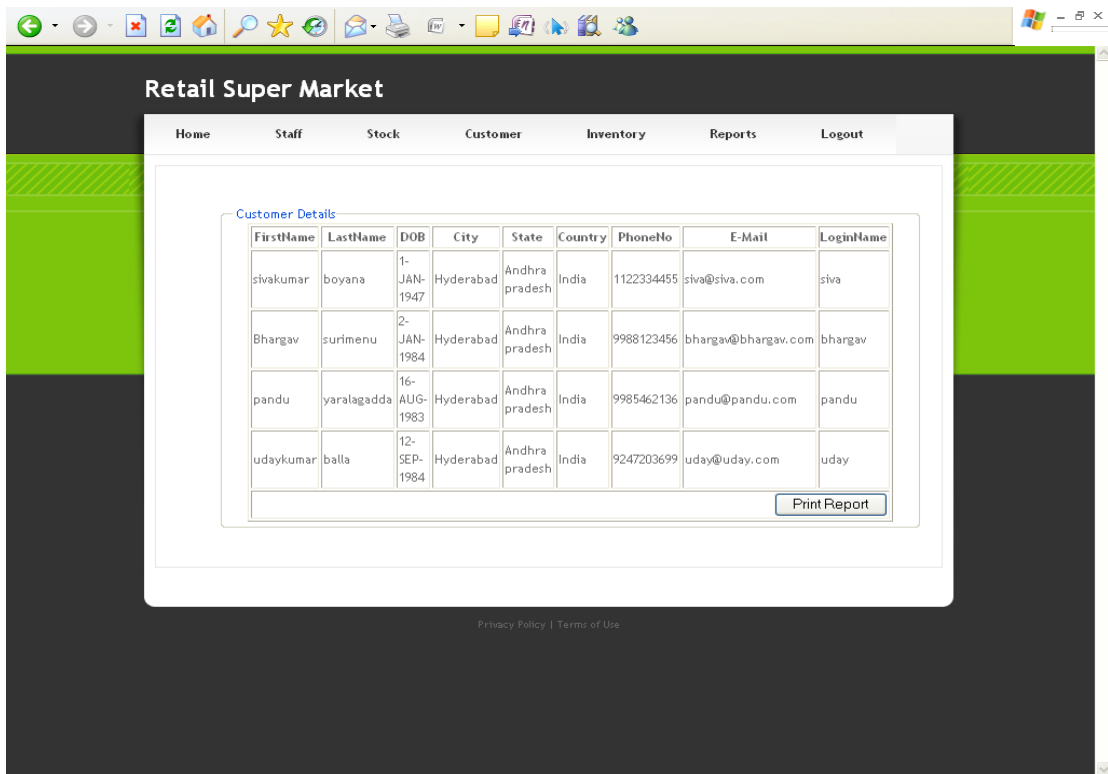 Retail Super Market
Home Staff Stock Customer Inventory Reports Logout
Customer Details
FirstName LastName DOB City State Country PhoneNo E-Mail LoginName
sivakumar boyana 1-JAN-1947 Hyderabad Andhra pradesh India 1122334455 siva@siva.com siva
Bhargav surimenu 2-JAN-1984 Hyderabad Andhra pradesh India 9988123456 bhargav@bhargav.com bhargav
pandu yaralagadda 16-AUG-1983 Hyderabad Andhra pradesh India 9985462136 pandu@pandu.com pandu
udaykumar balla 12-SEP-1984 Hyderabad Andhra pradesh India 9247203699 uday@uday.com uday
Print Report
Privacy Policy | Terms of Use